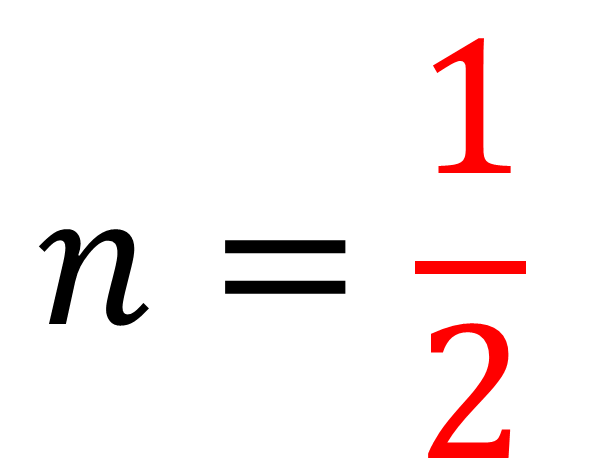 n = 1/2